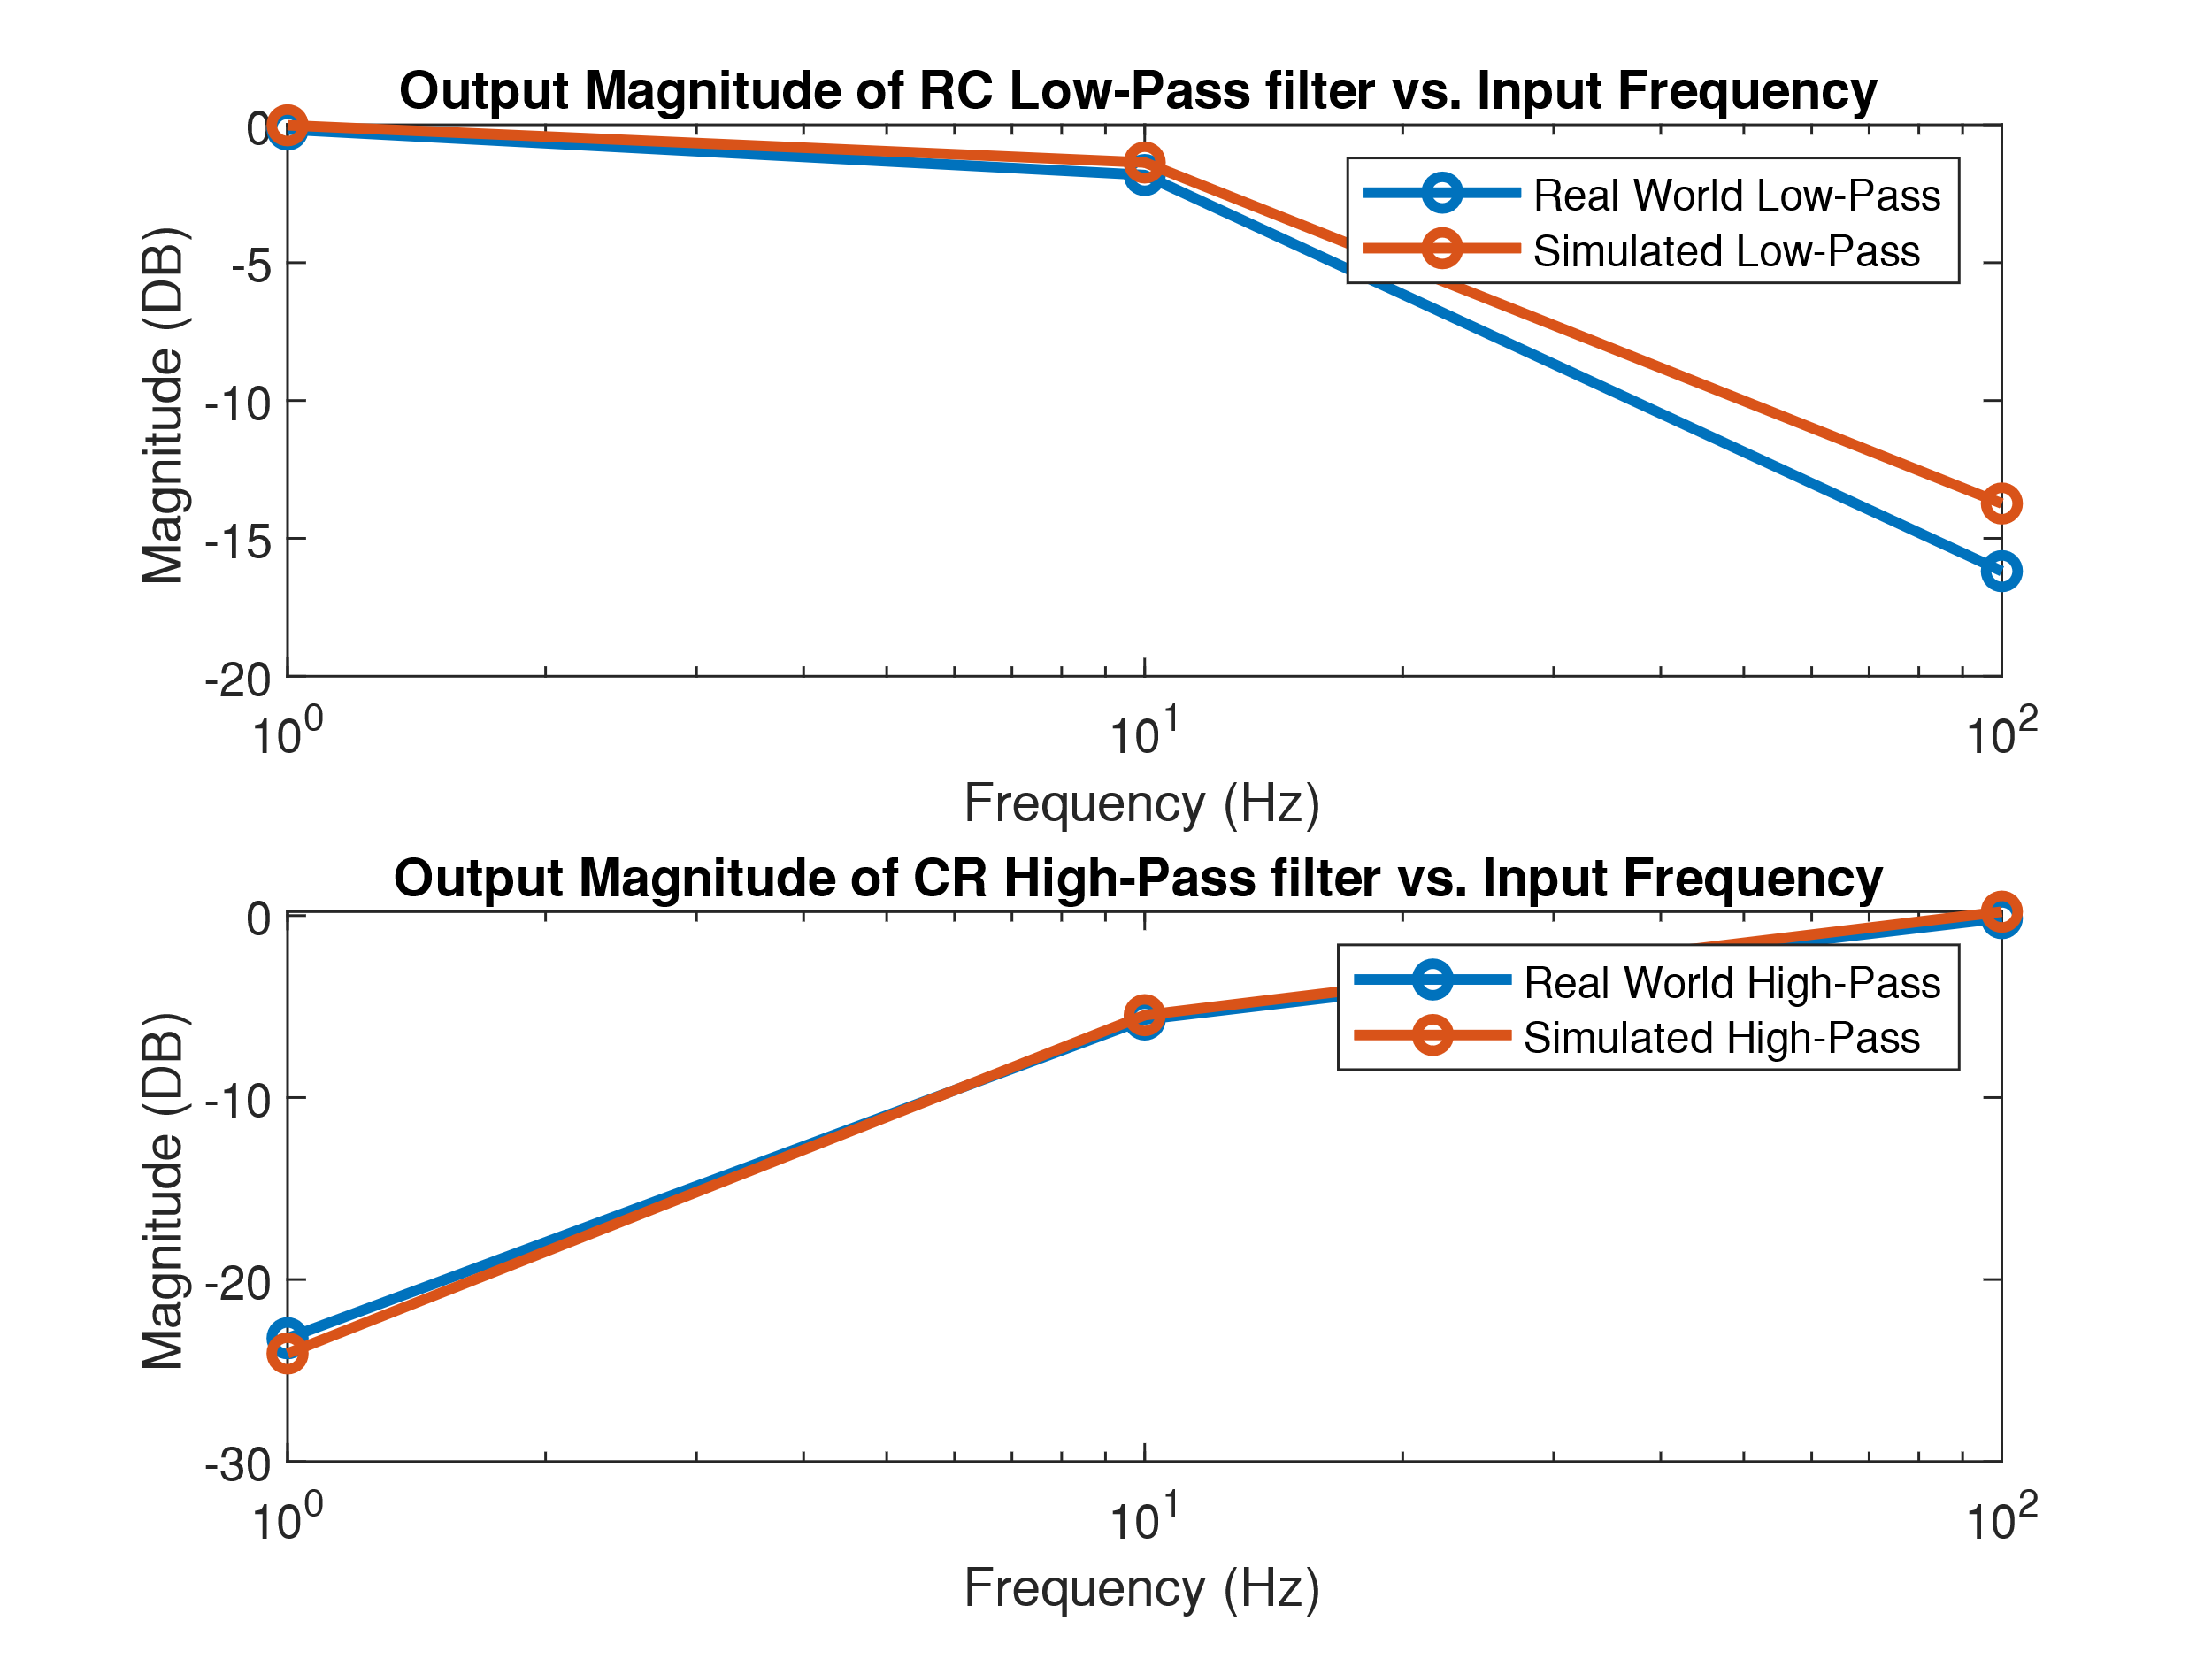 Output Magnitude of RC Low-Pass filter vs. Input Frequency
0
-5
-10
-15
-20
Magnitude (DB)
Real World Low-Pass
Simulated Low-Pass
10^0
10^1
10^2
Frequency (Hz)
Output Magnitude of CR High-Pass filter vs. Input Frequency
0
-10
-20
-30
Magnitude (DB)
Real World High-Pass
Simulated High-Pass
10^0
10^1
10^2
Frequency (Hz)